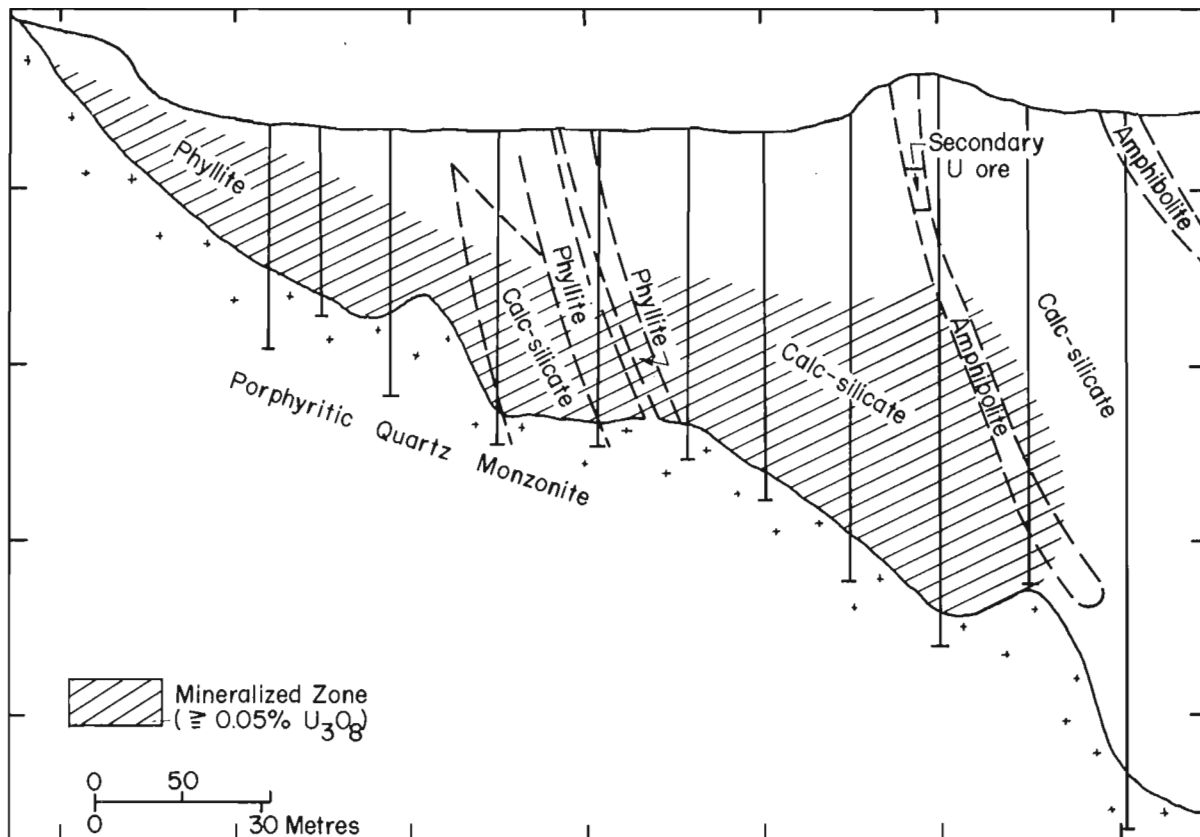 Phyllite
Secondary
U ore
Amphibolite
Phyllite
Phyllite
Calc-silicate
Calc-silicate
Amphibolite
Calc-silicate
Porphyritic Quartz Monzonite
Mineralized Zone
(≧ 0.05% U3O8)
0 50
0 30 Metres